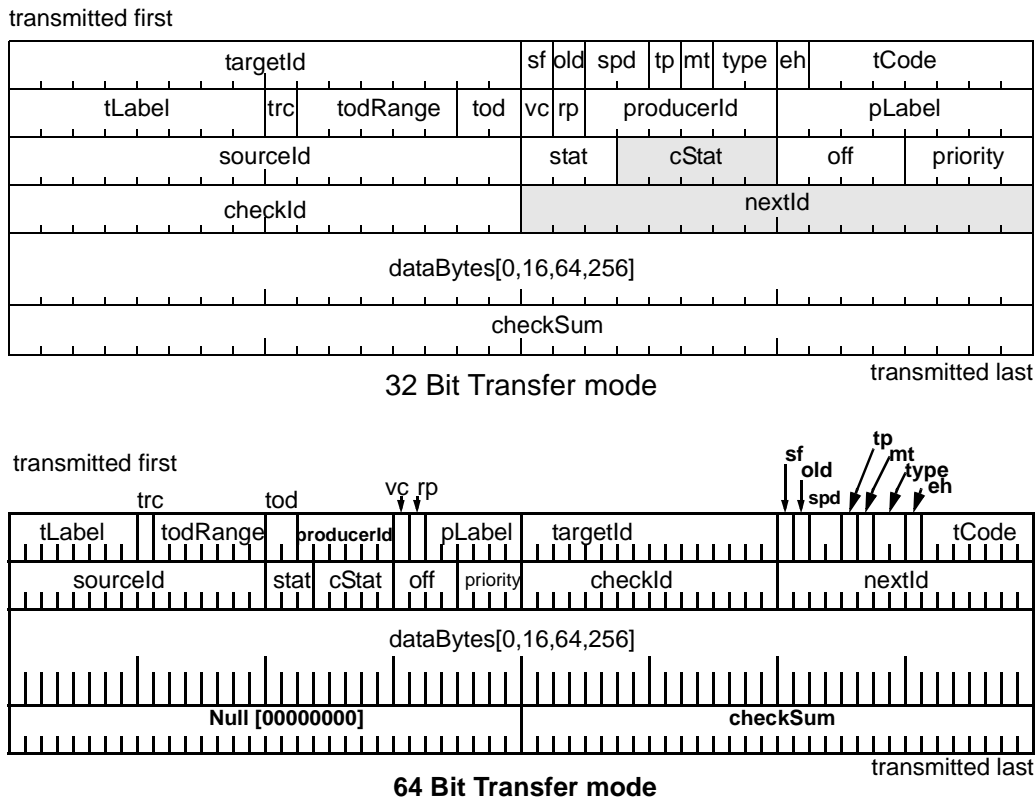 transmitted first
targetId sf old spd tp mt type eh tCode
tLabel trc todRange tod vc rp producerId pLabel
sourceId stat cStat off priority
checkId nextId
dataBytes[0,16,64,256]
checkSum
32 Bit Transfer mode
transmitted last
transmitted first
trc tod vc rp sf old spd tp mt type eh
tLabel todRange producerId pLabel targetId tCode
sourceId stat cStat off priority checkId nextId
dataBytes[0,16,64,256]
Null [00000000] checkSum
transmitted last
64 Bit Transfer mode